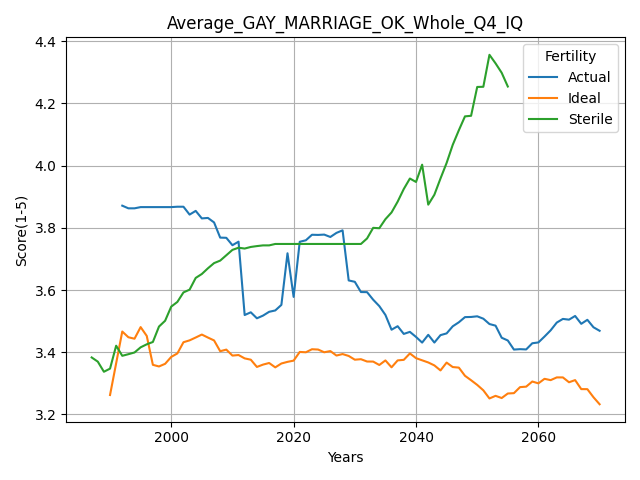 Average_GAY_MARRIAGE_OK_Whole_Q4_IQ
Fertility
Actual
Ideal
Sterile
Score(1-5)
4.4
4.2
4.0
3.8
3.6
3.4
3.2
2000
2020
2040
2060
Years